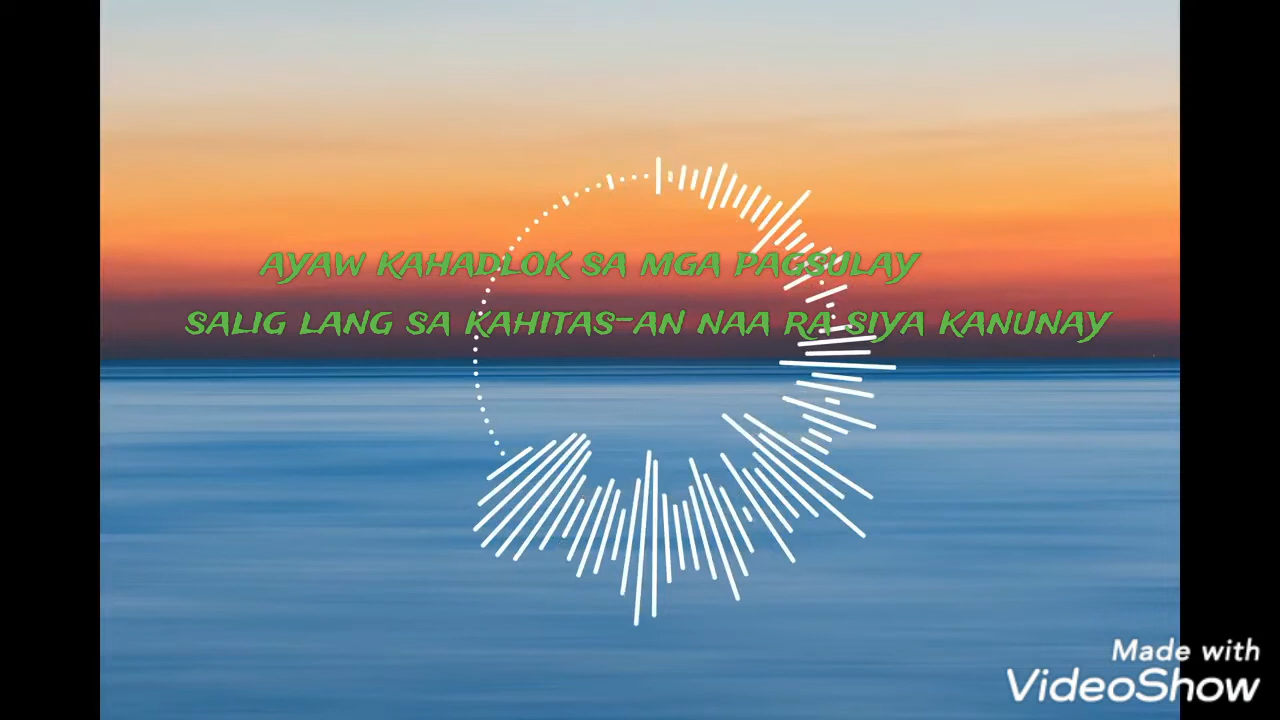 AYAW KAHADLOK SA MGA PAGSULAY
SALIG LANG SA KAHITAS-AN NAA RA SIYA KANUNAY
Made with
VideoShow